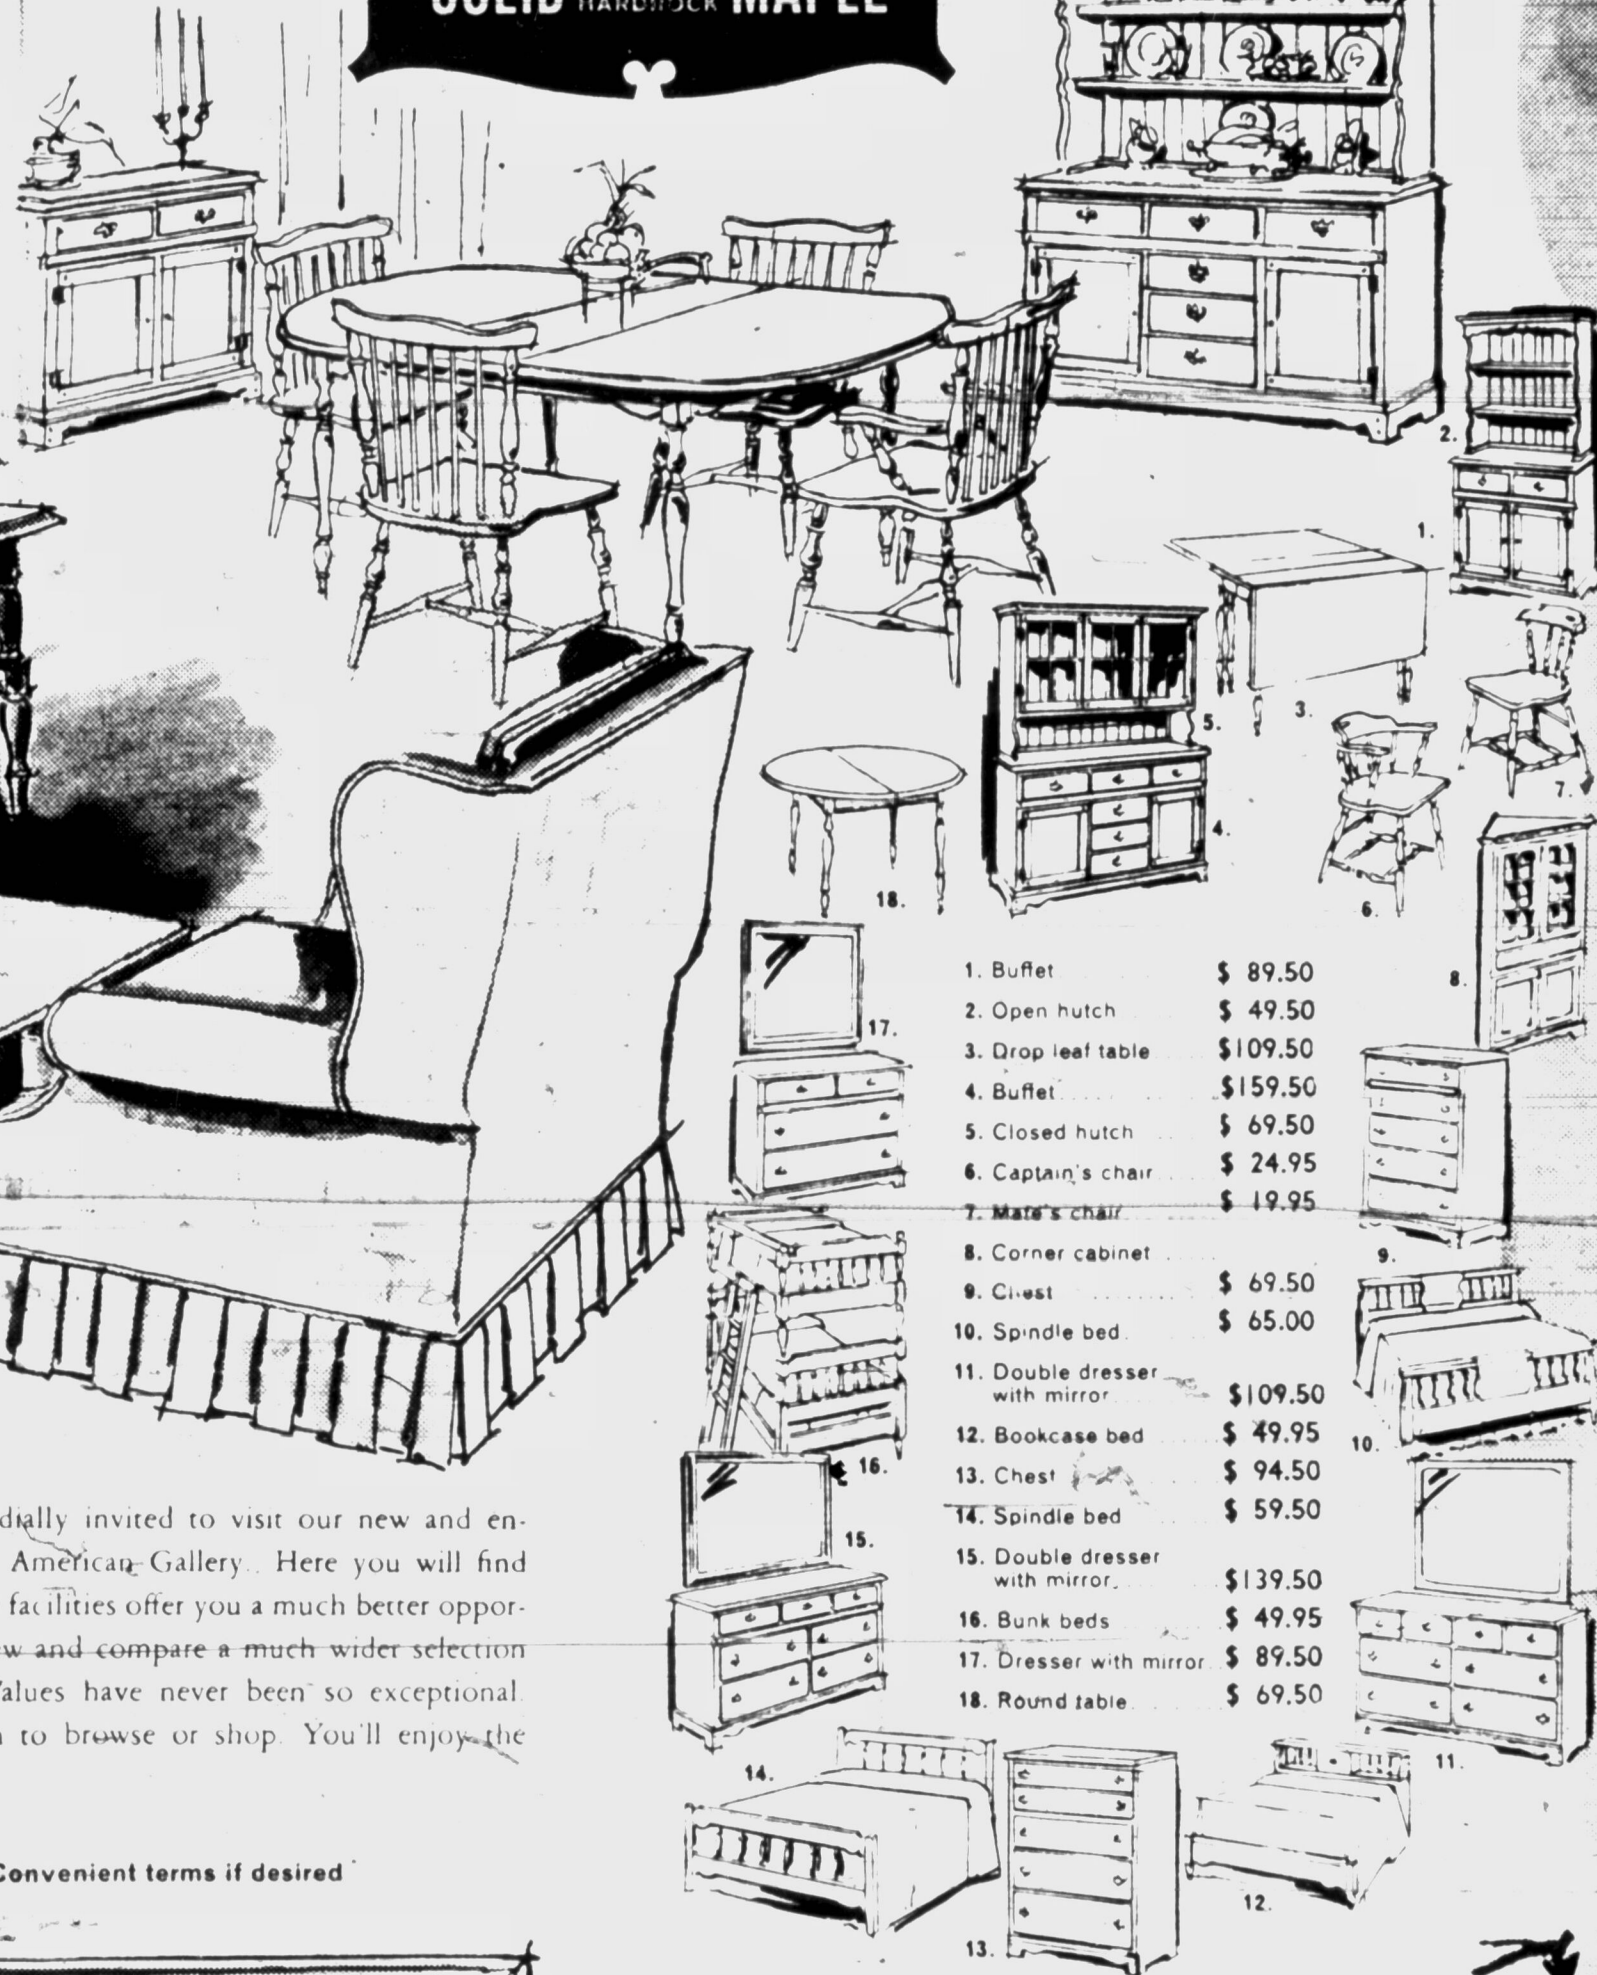 SOLID HARDROCK MAPLE
2.
1.
5.
3.
7.
4.
18.
6.
17.
8.
1. Buffet $ 89.50
2. Open hutch $ 49.50
3. Drop leaf table $109.50
4. Buffet $159.50
5. Closed hutch $ 69.50
6. Captain's chair $ 24.95
7. Mate's chair $ 19.95
8. Corner cabinet
9. Chest $ 69.50
10. Spindle bed $ 65.00
11. Double dresser
with mirror $109.50
12. Bookcase bed $ 49.95
13. Chest $ 94.50
14. Spindle bed $ 59.50
15. Double dresser
with mirror $139.50
16. Bunk beds $ 49.95
17. Dresser with mirror $ 89.50
18. Round table $ 69.50
9.
10.
16.
15.
11.
14.
12.
13.
dially invited to visit our new and en-
American Gallery. Here you will find
facilities offer you a much better oppor-
w and compare a much wider selection
Values have never been so exceptional.
to browse or shop. You'll enjoy the
Convenient terms if desired